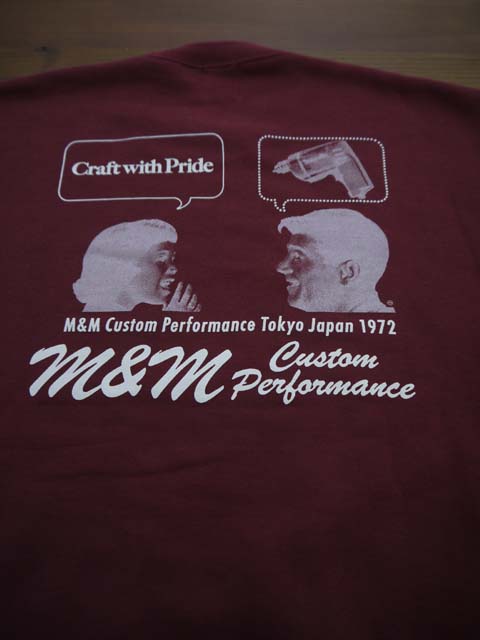 Craft with Pride
M&M Custom Performance Tokyo Japan 1972
M&M Custom
Performance